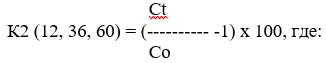 Ct
К2 (12, 36, 60) = (---------- -1) х 100, где:
Co